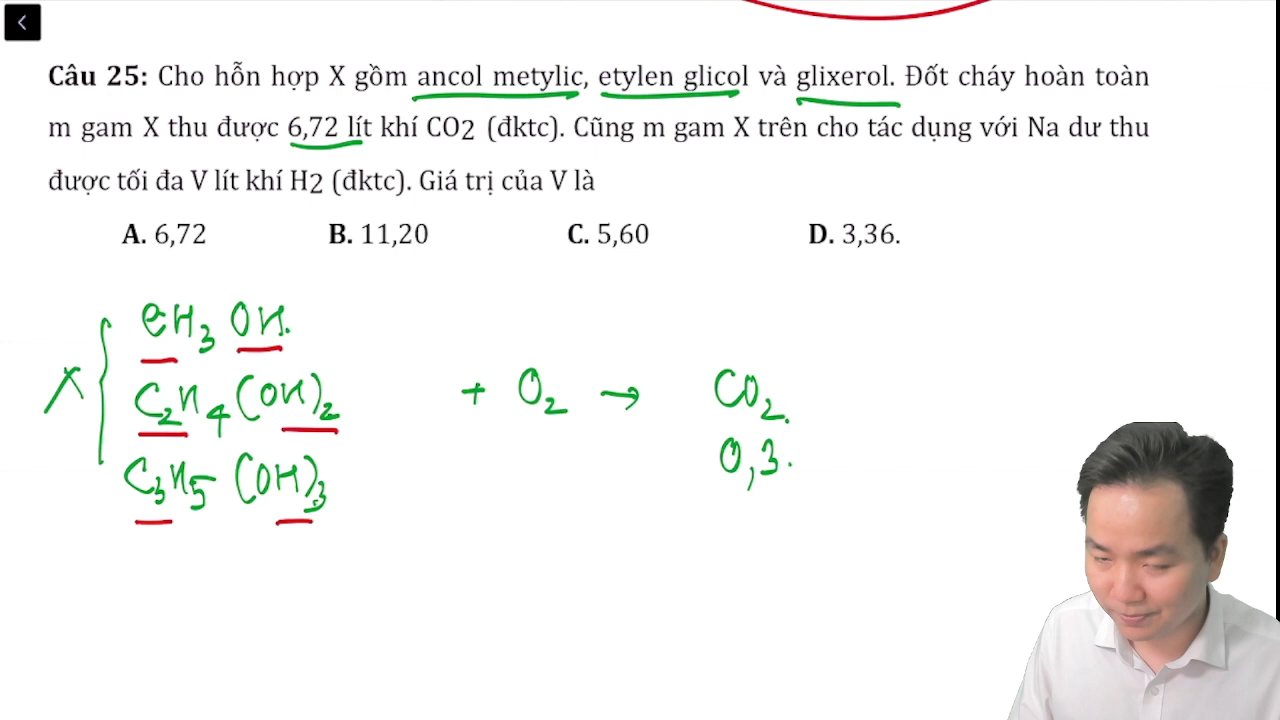 Câu 25: Cho hỗn hợp X gồm ancol metylic, etylen glicol và glixerol. Đốt cháy hoàn toàn
m gam X thu được 6,72 lít khí CO2 (đktc). Cũng m gam X trên cho tác dụng với Na dư thu
được tối đa V lít khí H2 (đktc). Giá trị của V là
A. 6,72 B. 11,20 C. 5,60 D. 3,36.
CH3 OH.
X { C2H4(OH)2 + O2 → CO2.
C3H5 (OH)3 0,3.